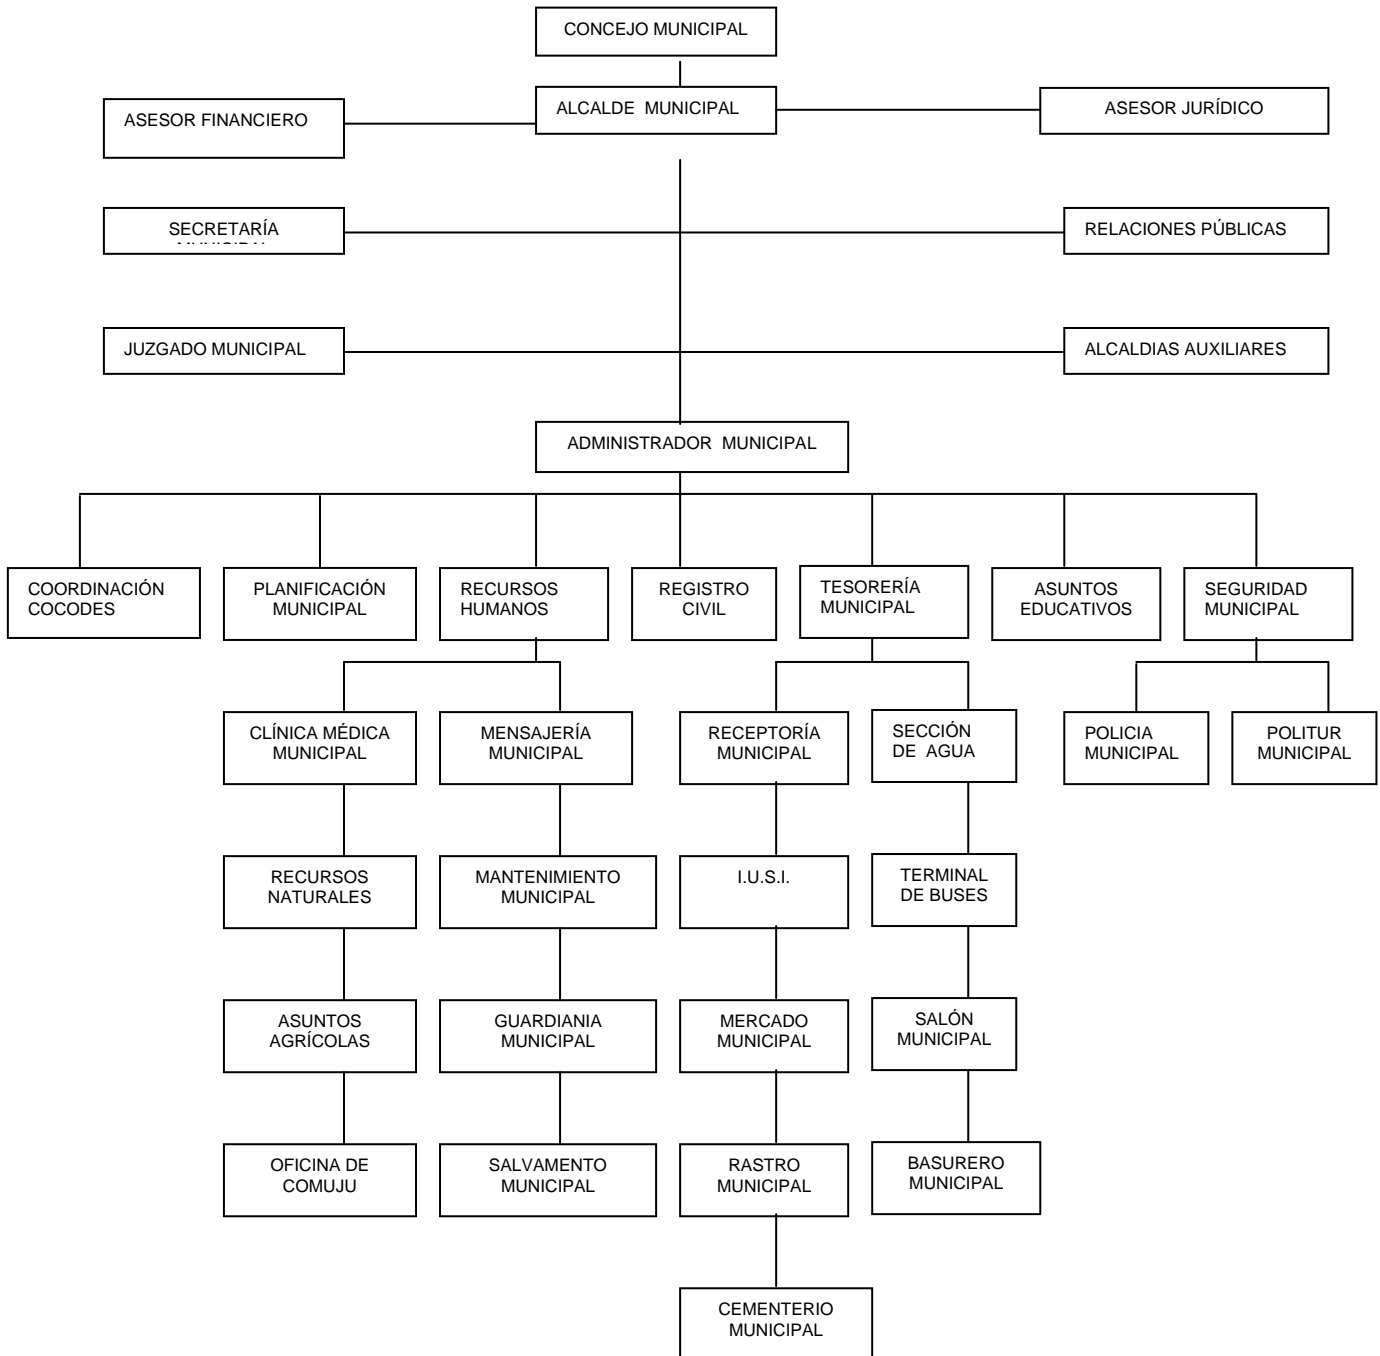 CONCEJO MUNICIPAL
ALCALDE MUNICIPAL
ASESOR FINANCIERO
ASESOR JURÍDICO
SECRETARÍA
RELACIONES PÚBLICAS
JUZGADO MUNICIPAL
ALCALDIAS AUXILIARES
ADMINISTRADOR MUNICIPAL
COORDINACIÓN
COCODES
PLANIFICACIÓN
MUNICIPAL
RECURSOS
HUMANOS
REGISTRO
CIVIL
TESORERÍA
MUNICIPAL
ASUNTOS
EDUCATIVOS
SEGURIDAD
MUNICIPAL
CLÍNICA MÉDICA
MUNICIPAL
MENSAJERÍA
MUNICIPAL
RECEPTORÍA
MUNICIPAL
SECCIÓN
DE AGUA
POLICIA
MUNICIPAL
POLITUR
MUNICIPAL
RECURSOS
NATURALES
MANTENIMIENTO
MUNICIPAL
I.U.S.I.
TERMINAL
DE BUSES
ASUNTOS
AGRÍCOLAS
GUARDIANIA
MUNICIPAL
MERCADO
MUNICIPAL
SALÓN
MUNICIPAL
OFICINA DE
COMUJU
SALVAMENTO
MUNICIPAL
RASTRO
MUNICIPAL
BASURERO
MUNICIPAL
CEMENTERIO
MUNICIPAL